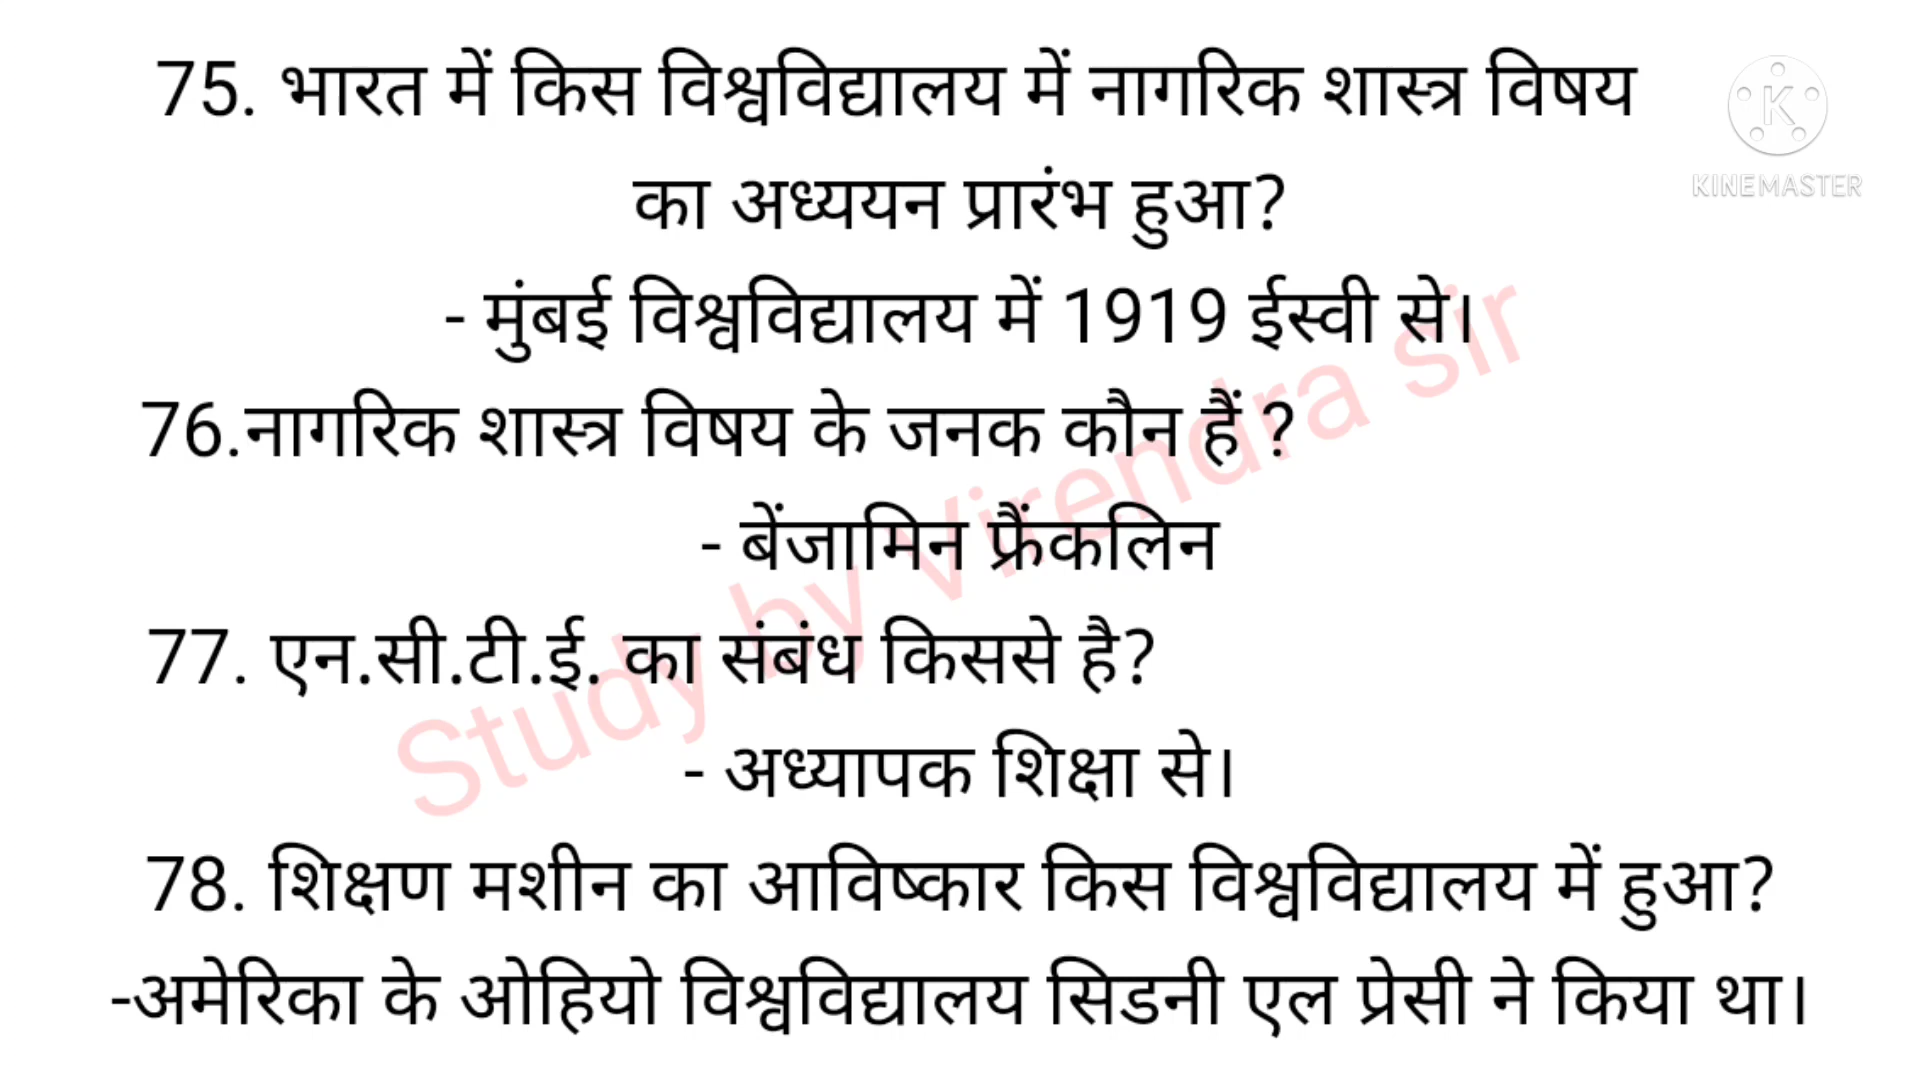 75. भारत में किस विश्वविद्यालय में नागरिक शास्त्र विषय
का अध्ययन प्रारंभ हुआ?
- मुंबई विश्वविद्यालय में 1919 ईस्वी से।
76.नागरिक शास्त्र विषय के जनक कौन हैं ?
- बेंजामिन फ्रैंकलिन
77. एन.सी.टी.ई. का संबंध किससे है?
- अध्यापक शिक्षा से।
78. शिक्षण मशीन का आविष्कार किस विश्वविद्यालय में हुआ?
-अमेरिका के ओहियो विश्वविद्यालय सिडनी एल प्रेसी ने किया था।
Study by Virendra sir
K
KINEMASTER